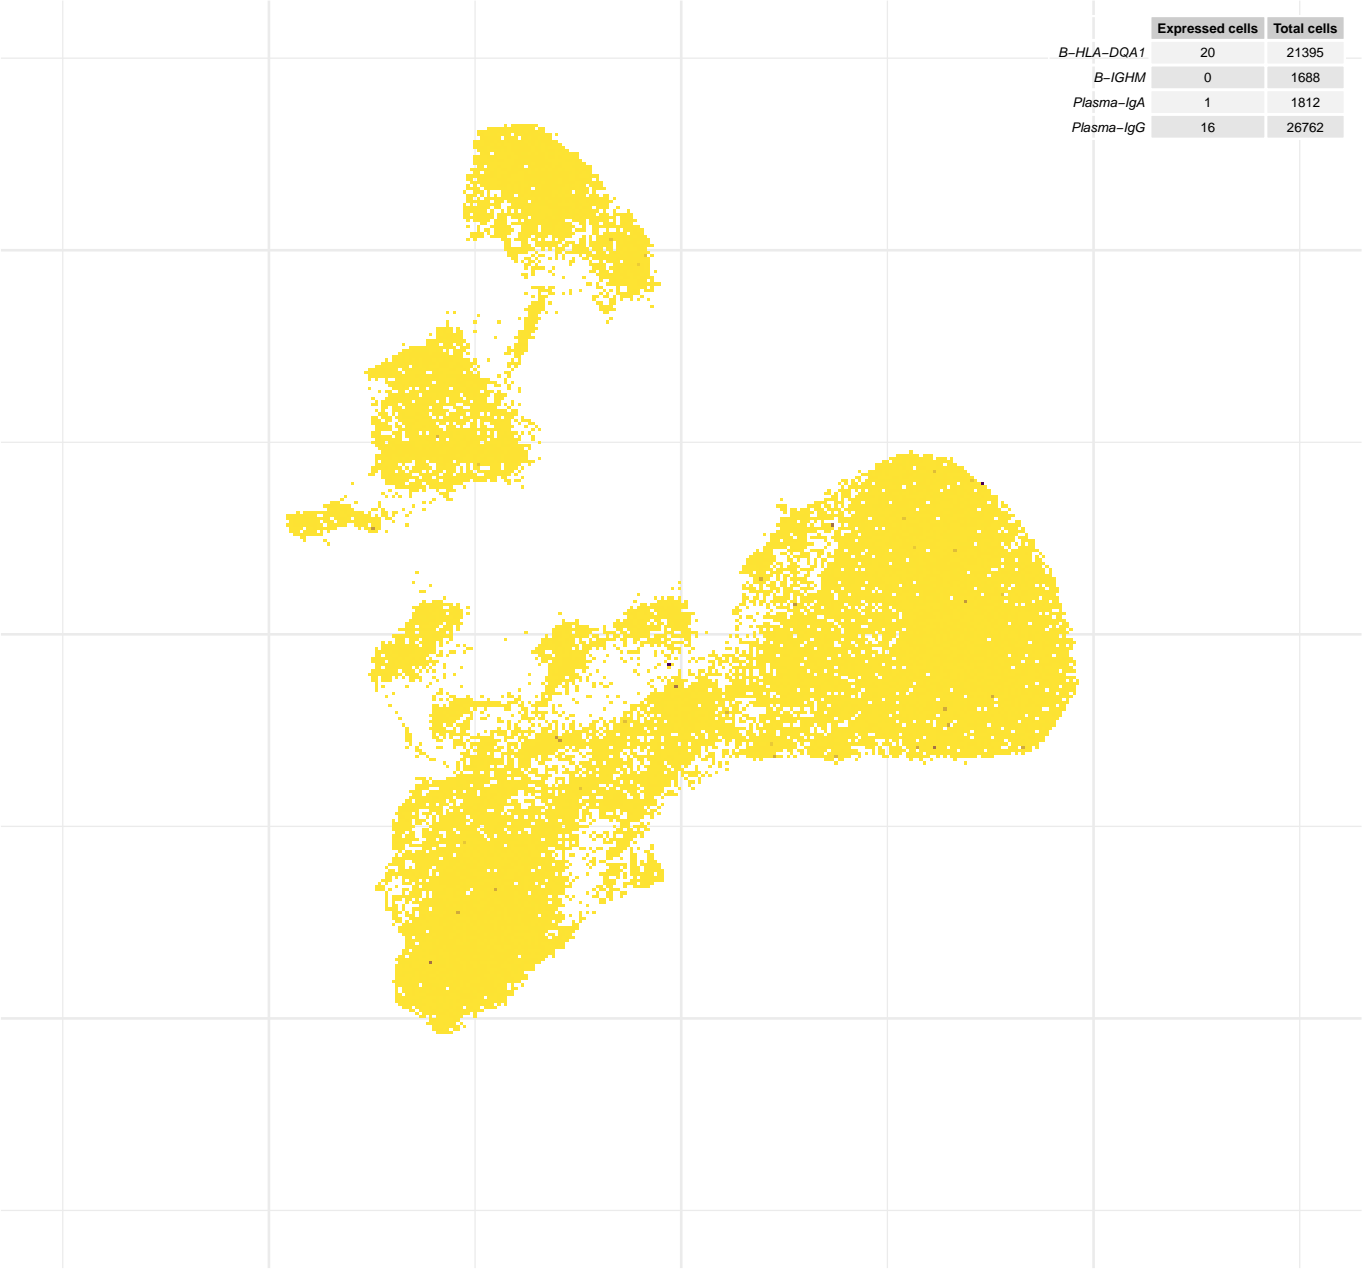 Expressed cells Total cells
B−HLA−DQA1 20 21395
B−IGHM 0 1688
Plasma−IgA 1 1812
Plasma−IgG 16 26762